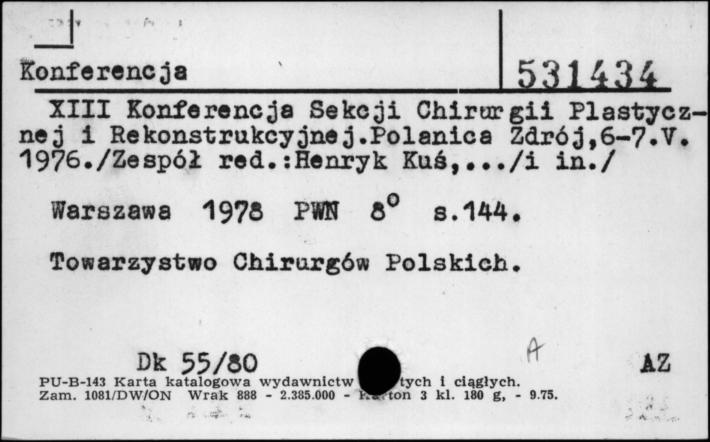 Konferencja 531434
XIII Konferencja Sekcji Chirurgii Plastycz-
nej i Rekonstrukcyjnej.Polanica Zdrój,6-7.V.
1976./Zespół red.:Henryk Kuś,.../i in./
Warszawa 1978 PWN 8° s.144.
Towarzystwo Chirurgów Polskich.
A
Dk 55/80 AZ
PU-B-143 Karta katalogowa wydawnictw tych i ciągłych.
Zam. 1081/DW/ON Wrak 888 - 2.385.000 - Karton 3 kl. 180 g, - 9.75.